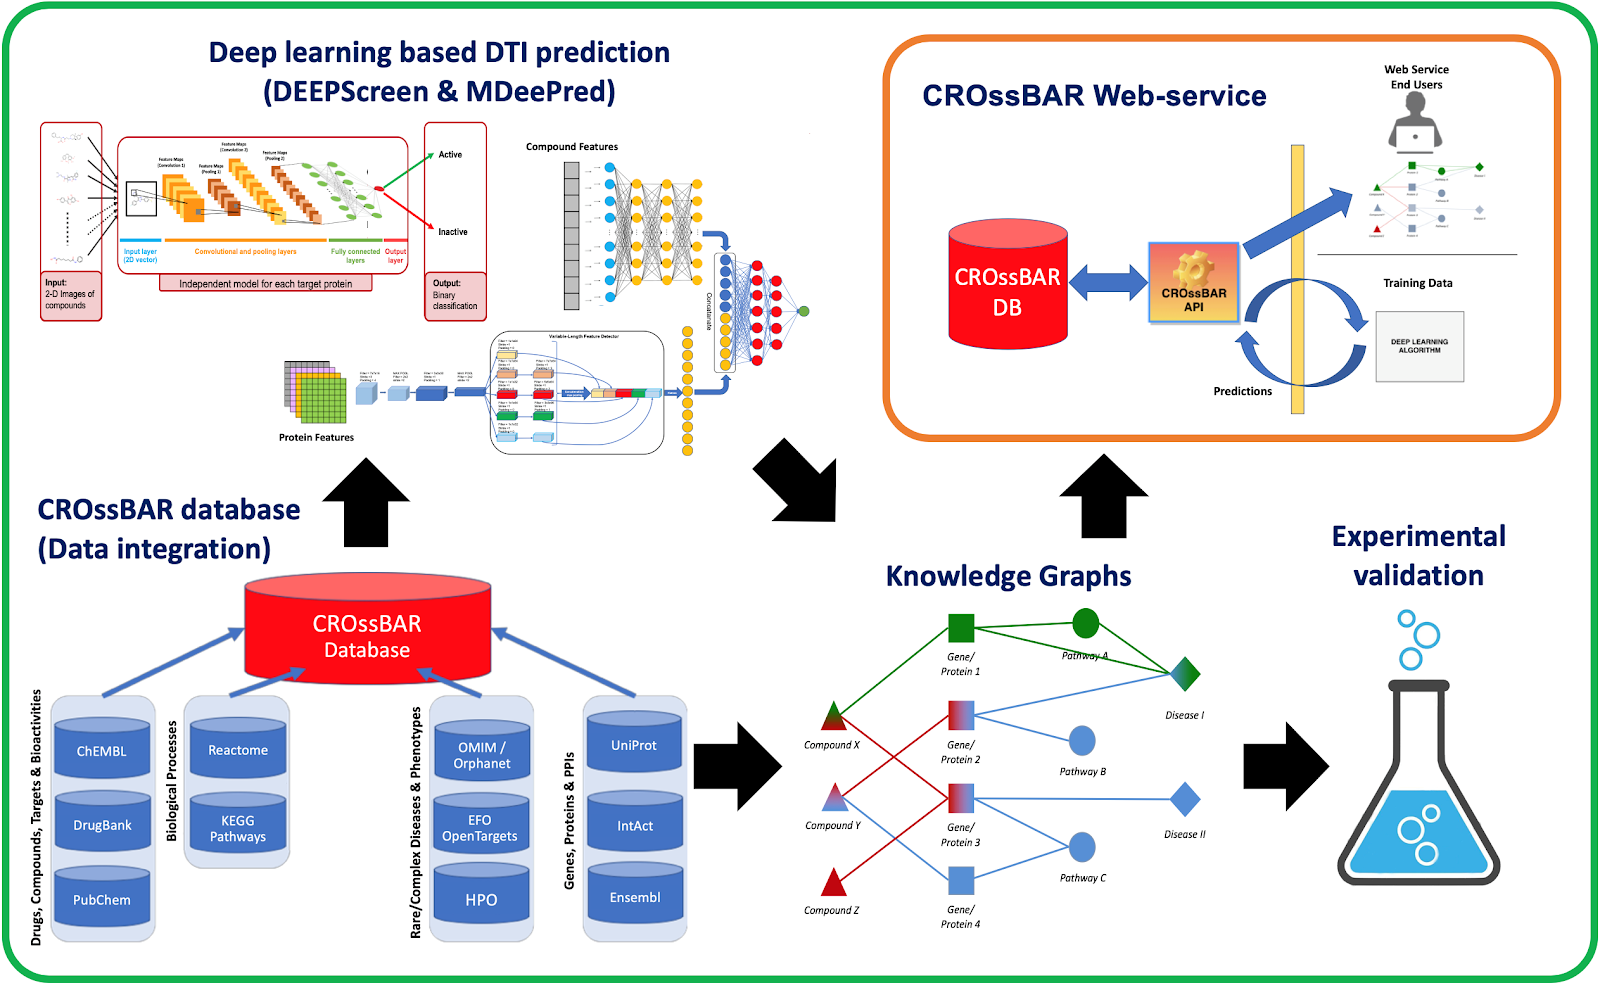 Deep learning based DTI prediction
(DEEPScreen & MDeePred)
Feature Maps
(Convolution 1)
Feature Maps
(Pooling 1)
Feature Maps
(Convolution 2)
Feature Maps
(Pooling 2)
Active
Inactive
Input layer
(2D vector)
Convolutional and pooling layers
Fully connected
layers
Output
layer
Input:
2-D Images of
compounds
Independent model for each target protein
Output:
Binary
classification
Compound Features
Concatenate
Variable-Length Feature Detector
Protein Features
CROssBAR Web-service
Web Service
End Users
CROssBAR
DB
CROssBAR
API
Training Data
DEEP LEARNING
ALGORITHM
Predictions
CROssBAR database
(Data integration)
CROssBAR
Database
Drugs, Compounds, Targets & Bioactivities
ChEMBL
DrugBank
PubChem
Biological Processes
Reactome
KEGG
Pathways
Rare/Complex Diseases & Phenotypes
OMIM /
Orphanet
EFO
OpenTargets
HPO
Genes, Proteins & PPIs
UniProt
IntAct
Ensembl
Knowledge Graphs
Gene/
Protein 1
Pathway A
Disease I
Compound X
Gene/
Protein 2
Pathway B
Compound Y
Gene/
Protein 3
Disease II
Pathway C
Compound Z
Gene/
Protein 4
Experimental
validation